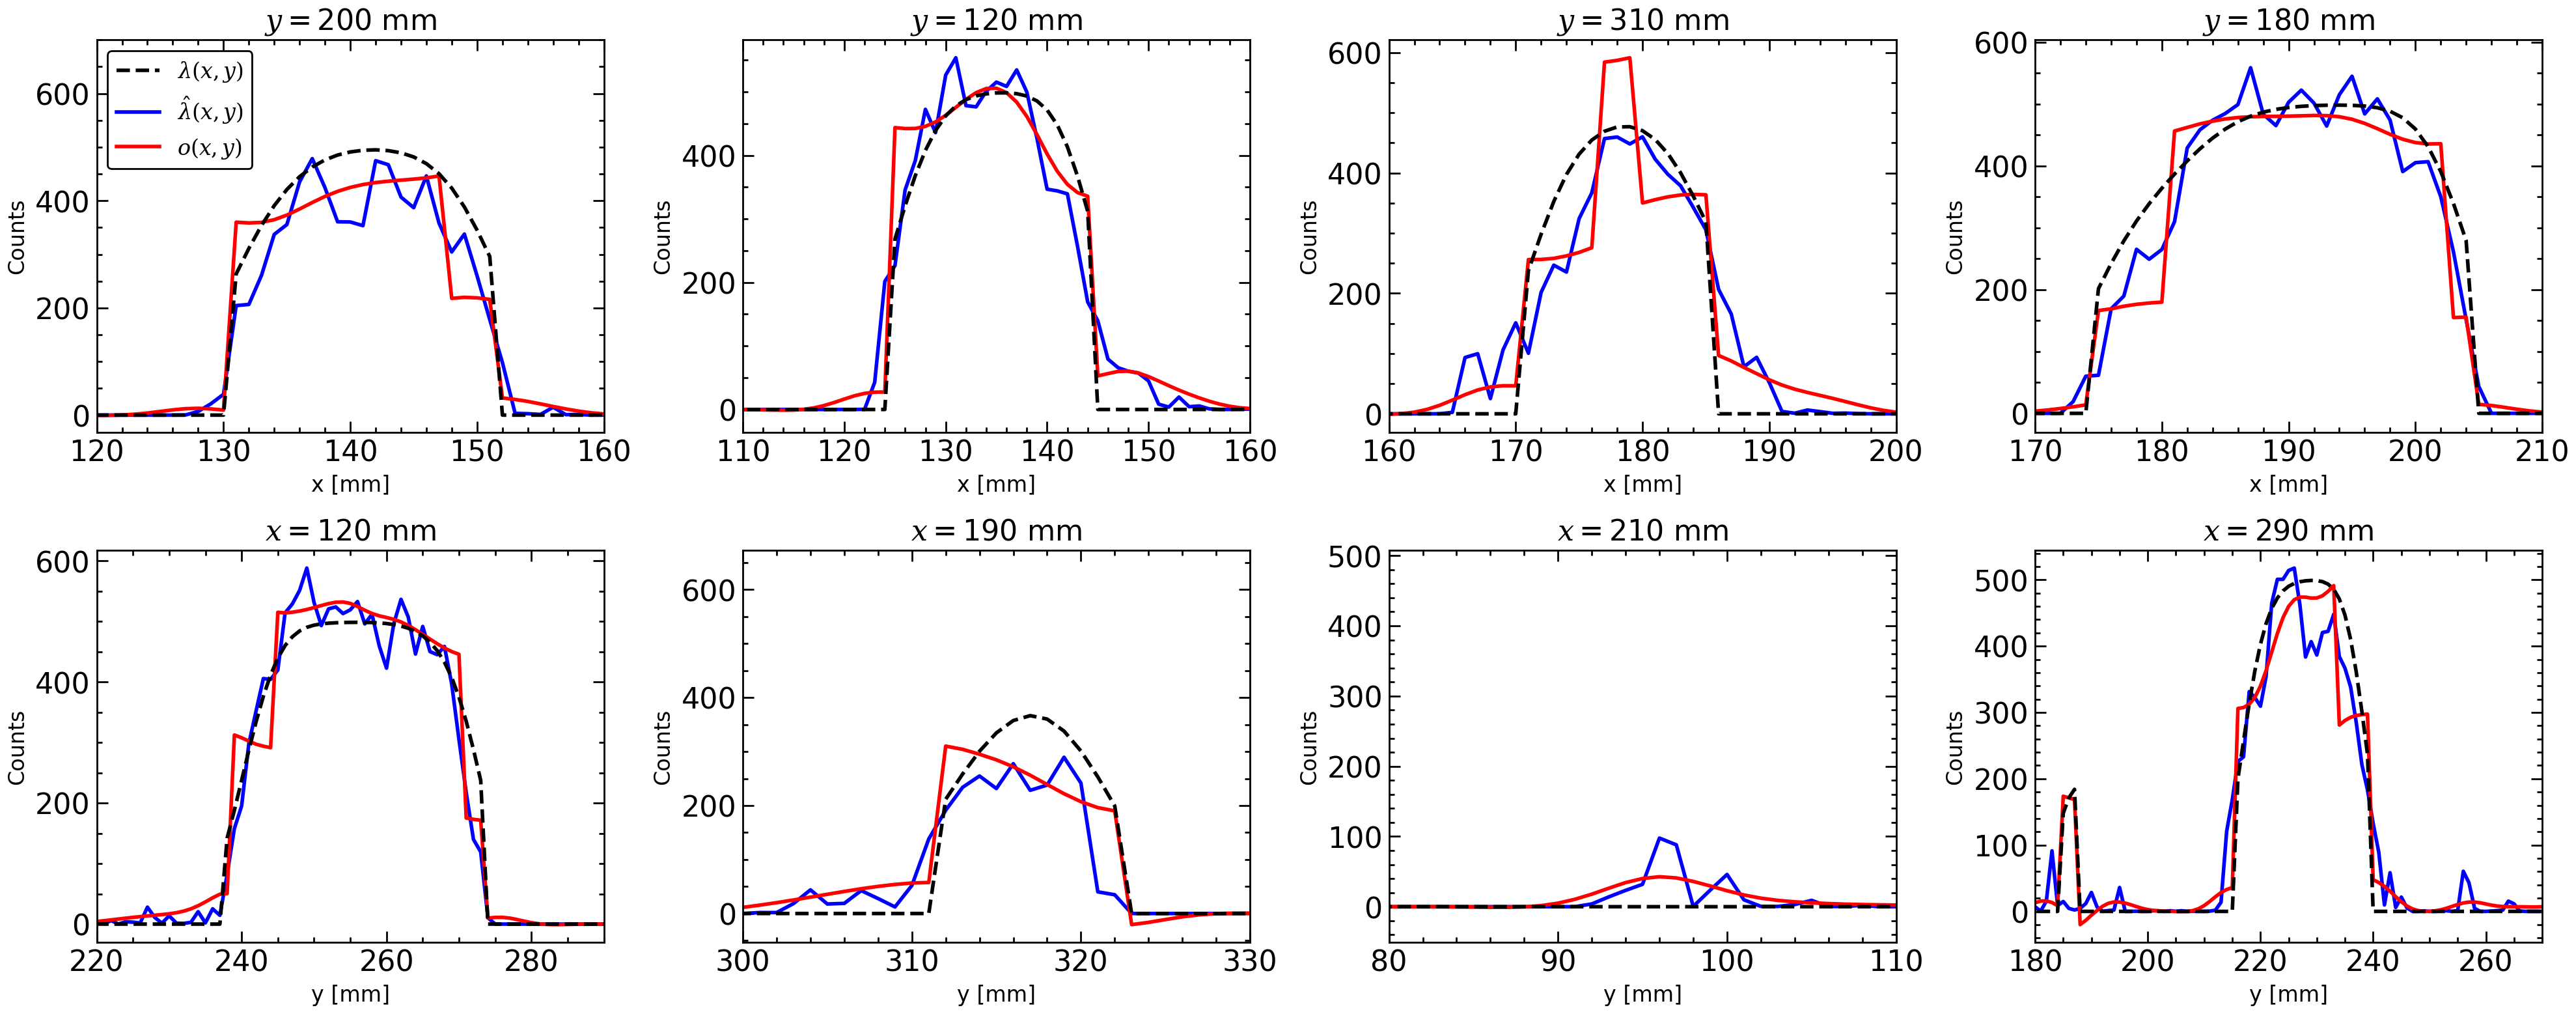 y = 200 mm
y = 120 mm
y = 310 mm
y = 180 mm
λ(x, y)
λ̂(x, y)
o(x, y)
Counts
600
400
200
0
120 130 140 150 160
x [mm]
Counts
400
200
0
110 120 130 140 150 160
x [mm]
Counts
600
400
200
0
160 170 180 190 200
x [mm]
Counts
600
400
200
0
170 180 190 200 210
x [mm]
x = 120 mm
x = 190 mm
x = 210 mm
x = 290 mm
Counts
600
400
200
0
220 240 260 280
y [mm]
Counts
600
400
200
0
300 310 320 330
y [mm]
Counts
500
400
300
200
100
0
80 90 100 110
y [mm]
Counts
500
400
300
200
100
0
180 200 220 240 260
y [mm]